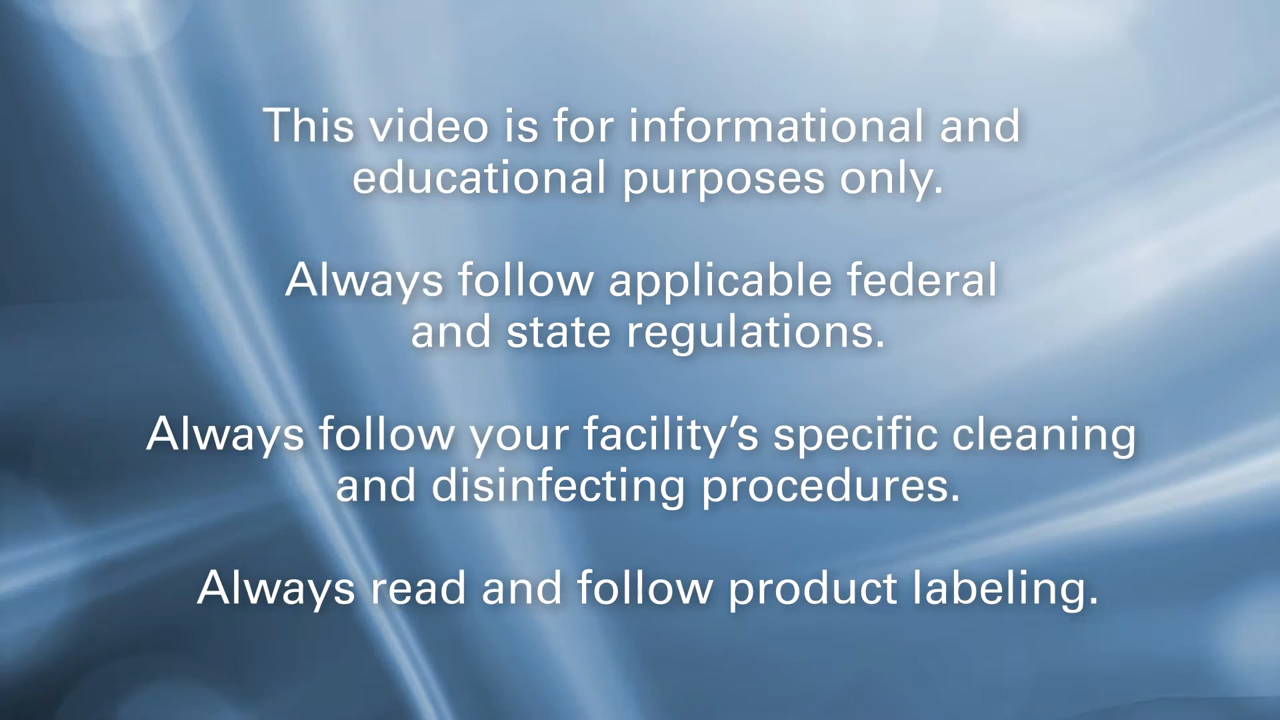 This video is for informational and
educational purposes only.
Always follow applicable federal
and state regulations.
Always follow your facility’s specific cleaning
and disinfecting procedures.
Always read and follow product labeling.